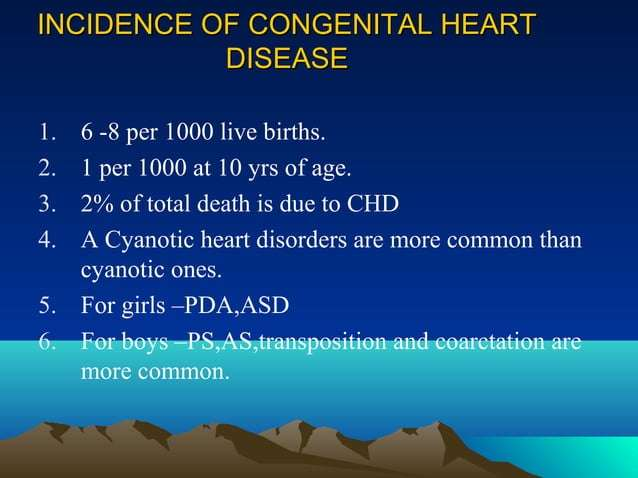 INCIDENCE OF CONGENITAL HEART
DISEASE
1. 6 -8 per 1000 live births.
2. 1 per 1000 at 10 yrs of age.
3. 2% of total death is due to CHD
4. A Cyanotic heart disorders are more common than
cyanotic ones.
5. For girls –PDA,ASD
6. For boys –PS,AS,transposition and coarctation are
more common.